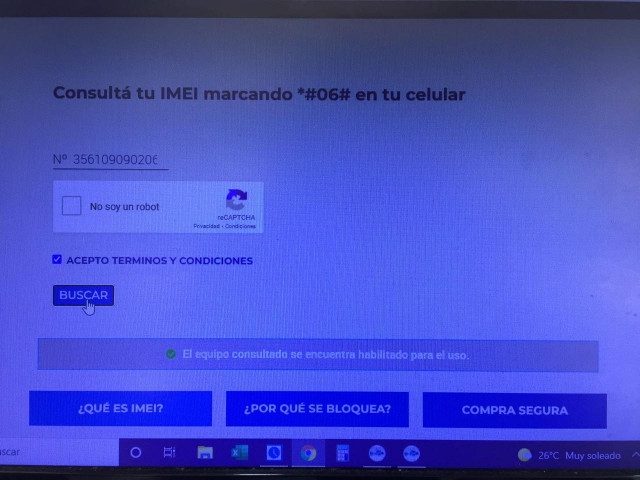 Consultá tu IMEI marcando *#06# en tu celular
Nº 356109090206
No soy un robot
reCAPTCHA
Privacidad - Condiciones
ACEPTO TERMINOS Y CONDICIONES
BUSCAR
El equipo consultado se encuentra habilitado para el uso.
¿QUÉ ES IMEI?
¿POR QUÉ SE BLOQUEA?
COMPRA SEGURA
scar
26°C Muy soleado